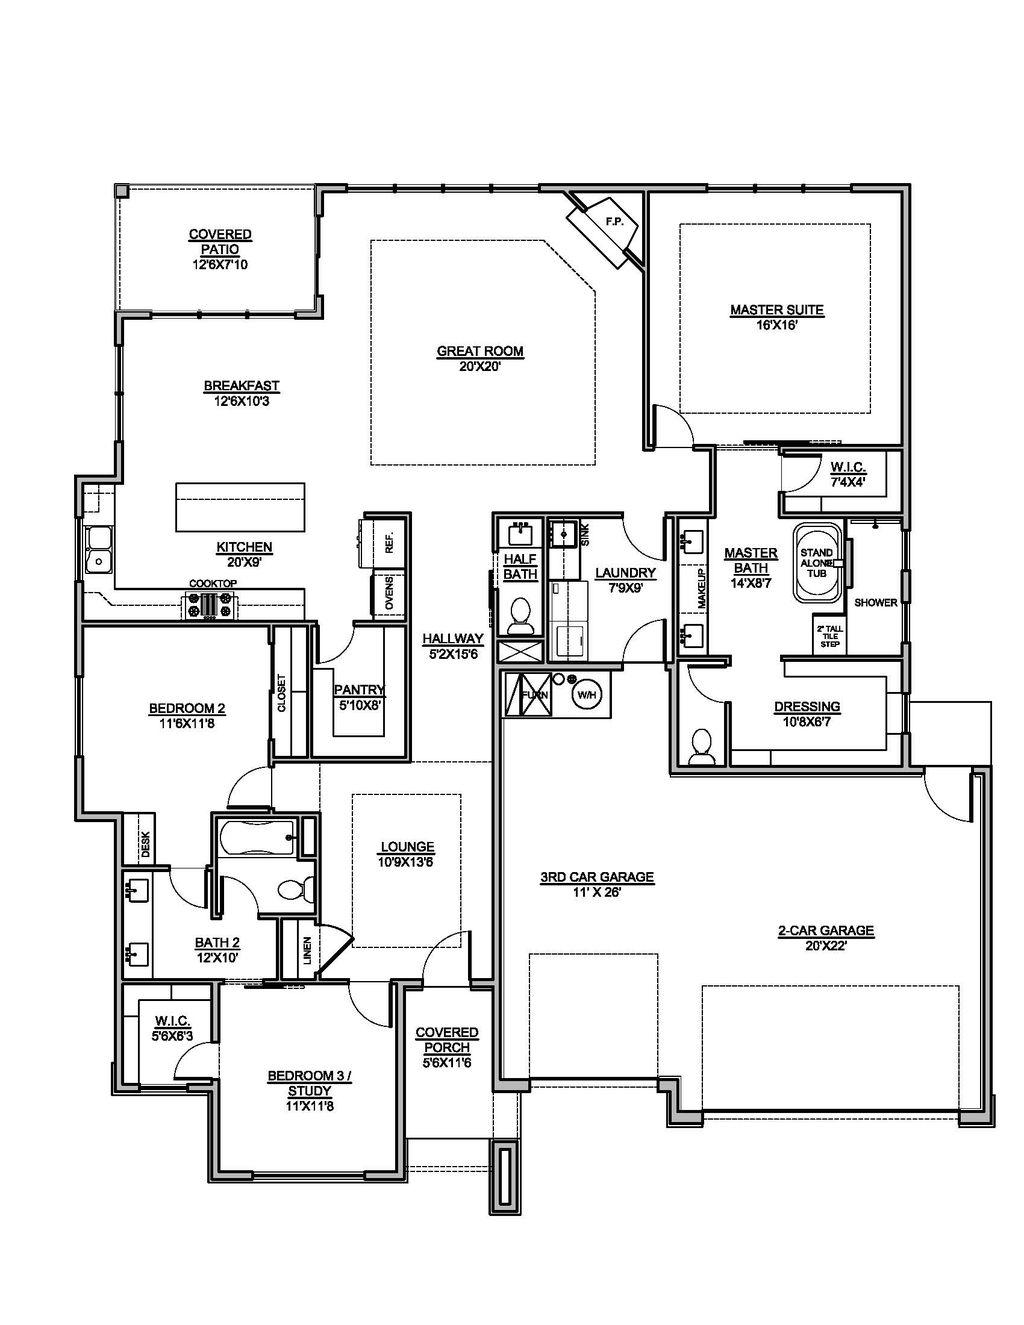 COVERED
PATIO
12'6X7'10
F.P.
MASTER SUITE
16'X16'
GREAT ROOM
20'X20'
BREAKFAST
12'6X10'3
W.I.C.
7'4X4'
KITCHEN
20'X9'
COOKTOP
REF.
OVENS
HALF
BATH
SINK
LAUNDRY
7'9X9'
MASTER
BATH
14'X8'7
MAKEUP
STAND
ALONE
TUB
SHOWER
2" TALL
TILE
STEP
HALLWAY
5'2X15'6
BEDROOM 2
11'6X11'8
CLOSET
PANTRY
5'10X8'
FURN
W/H
DRESSING
10'8X6'7
DESK
LOUNGE
10'9X13'6
3RD CAR GARAGE
11' X 26'
2-CAR GARAGE
20'X22'
BATH 2
12'X10'
LINEN
W.I.C.
5'6X6'3
COVERED
PORCH
5'6X11'6
BEDROOM 3 /
STUDY
11'X11'8